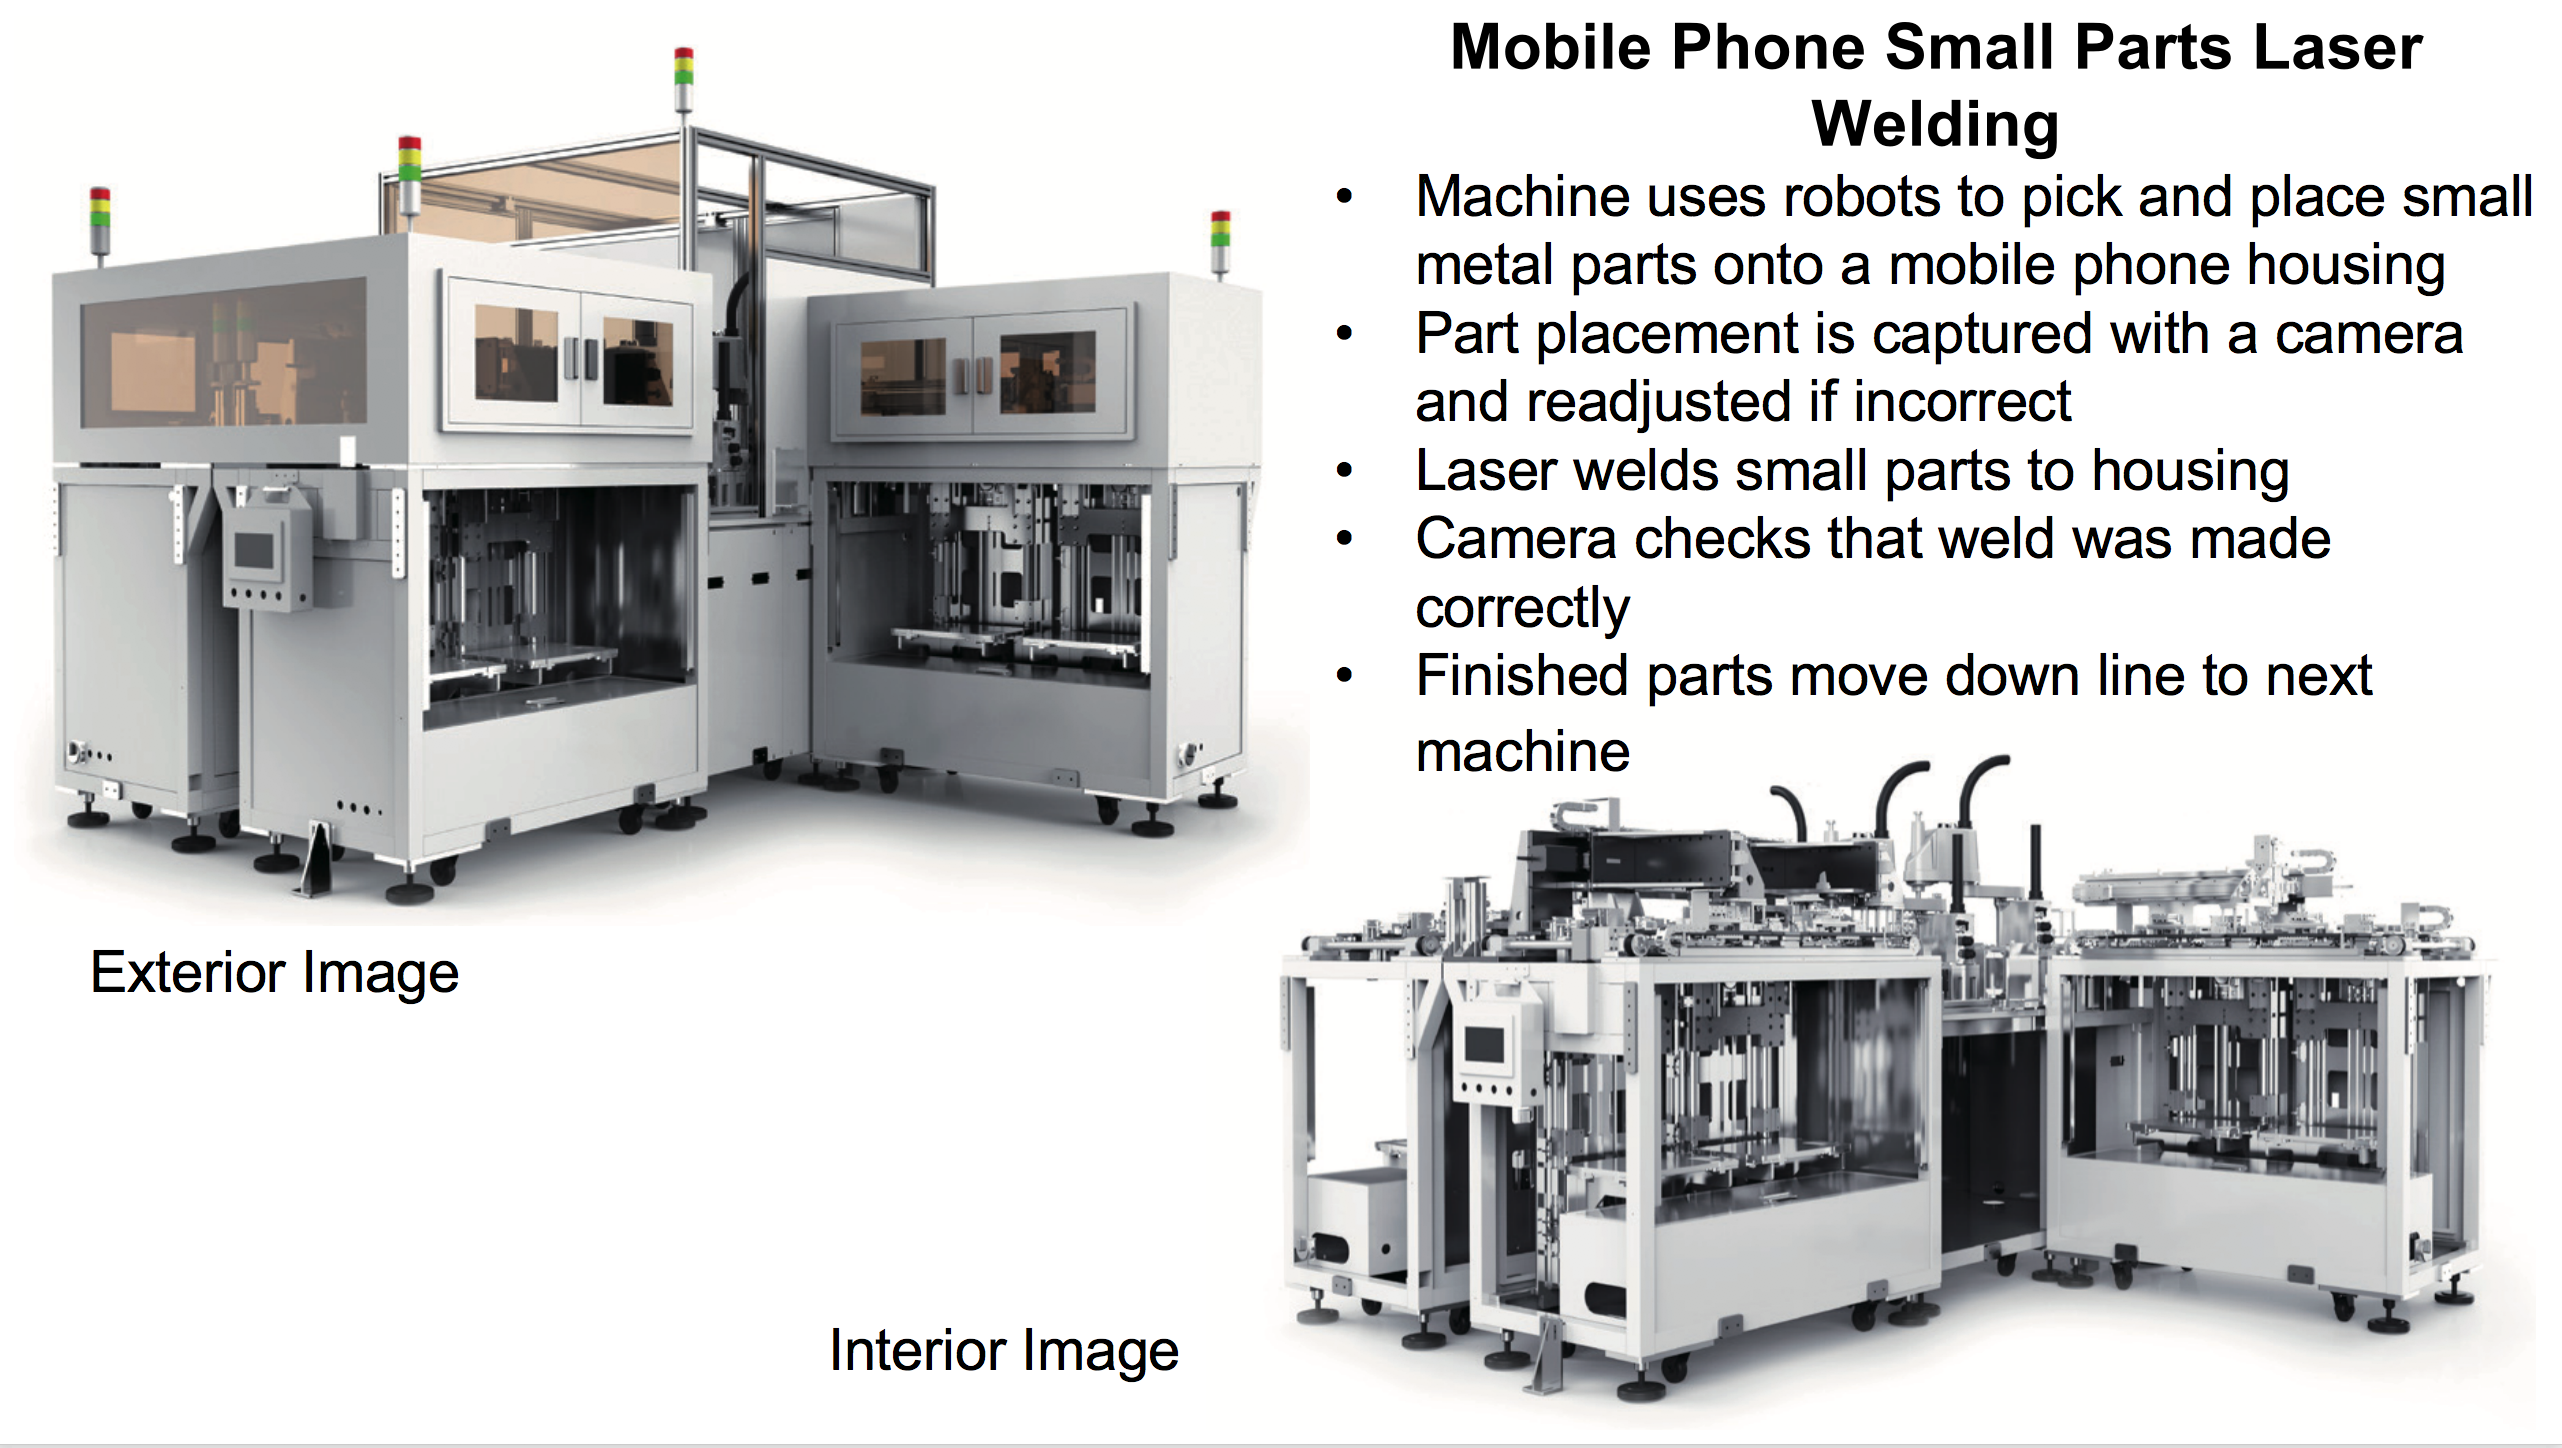 Mobile Phone Small Parts Laser
Welding
• Machine uses robots to pick and place small
metal parts onto a mobile phone housing
• Part placement is captured with a camera
and readjusted if incorrect
• Laser welds small parts to housing
• Camera checks that weld was made
correctly
• Finished parts move down line to next
machine
Exterior Image
Interior Image